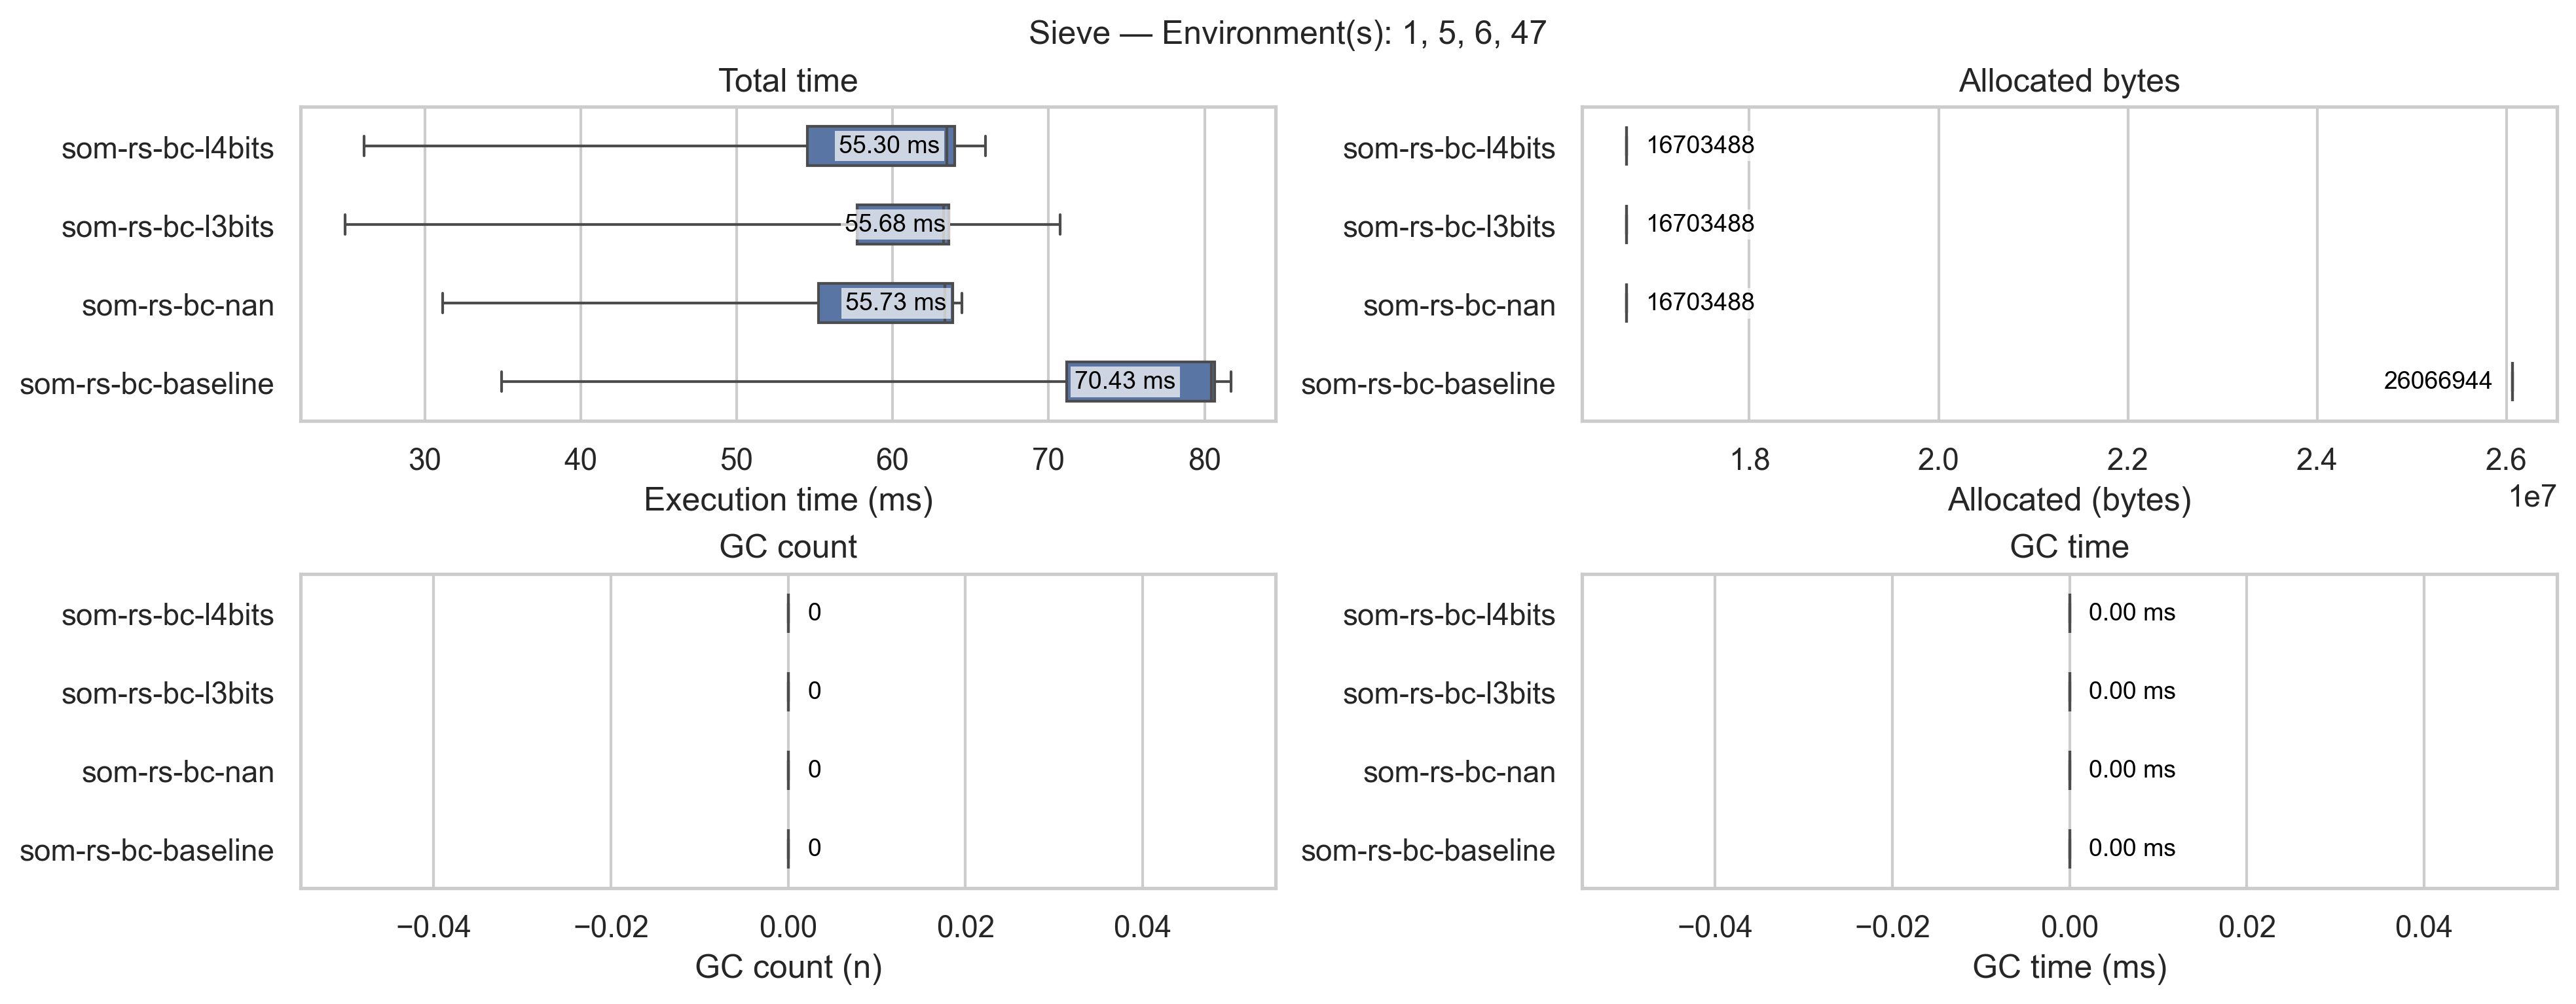 Sieve — Environment(s): 1, 5, 6, 47
Total time
som-rs-bc-l4bits
55.30 ms
som-rs-bc-l3bits
55.68 ms
som-rs-bc-nan
55.73 ms
som-rs-bc-baseline
70.43 ms
30 40 50 60 70 80
Execution time (ms)
Allocated bytes
som-rs-bc-l4bits
16703488
som-rs-bc-l3bits
16703488
som-rs-bc-nan
16703488
som-rs-bc-baseline
26066944
1.8 2.0 2.2 2.4 2.6
1e7
Allocated (bytes)
GC count
som-rs-bc-l4bits
0
som-rs-bc-l3bits
0
som-rs-bc-nan
0
som-rs-bc-baseline
0
−0.04 −0.02 0.00 0.02 0.04
GC count (n)
GC time
som-rs-bc-l4bits
0.00 ms
som-rs-bc-l3bits
0.00 ms
som-rs-bc-nan
0.00 ms
som-rs-bc-baseline
0.00 ms
−0.04 −0.02 0.00 0.02 0.04
GC time (ms)